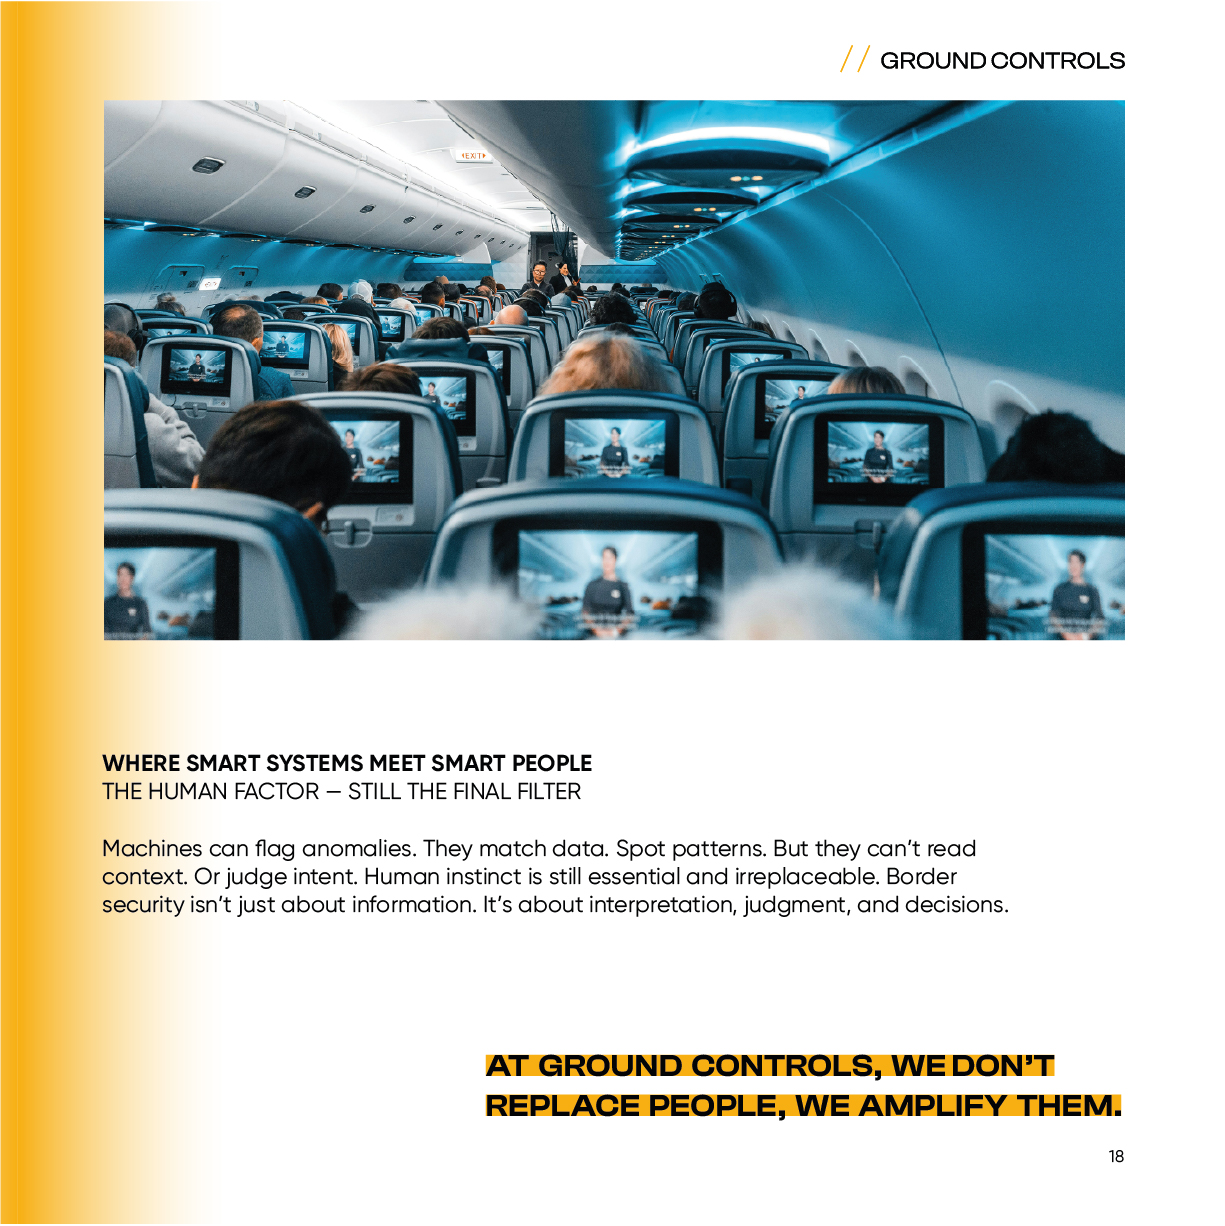 // GROUND CONTROLS
EXIT
WHERE SMART SYSTEMS MEET SMART PEOPLE
THE HUMAN FACTOR — STILL THE FINAL FILTER
Machines can flag anomalies. They match data. Spot patterns. But they can’t read
context. Or judge intent. Human instinct is still essential and irreplaceable. Border
security isn’t just about information. It’s about interpretation, judgment, and decisions.
AT GROUND CONTROLS, WE DON’T
REPLACE PEOPLE, WE AMPLIFY THEM.
18